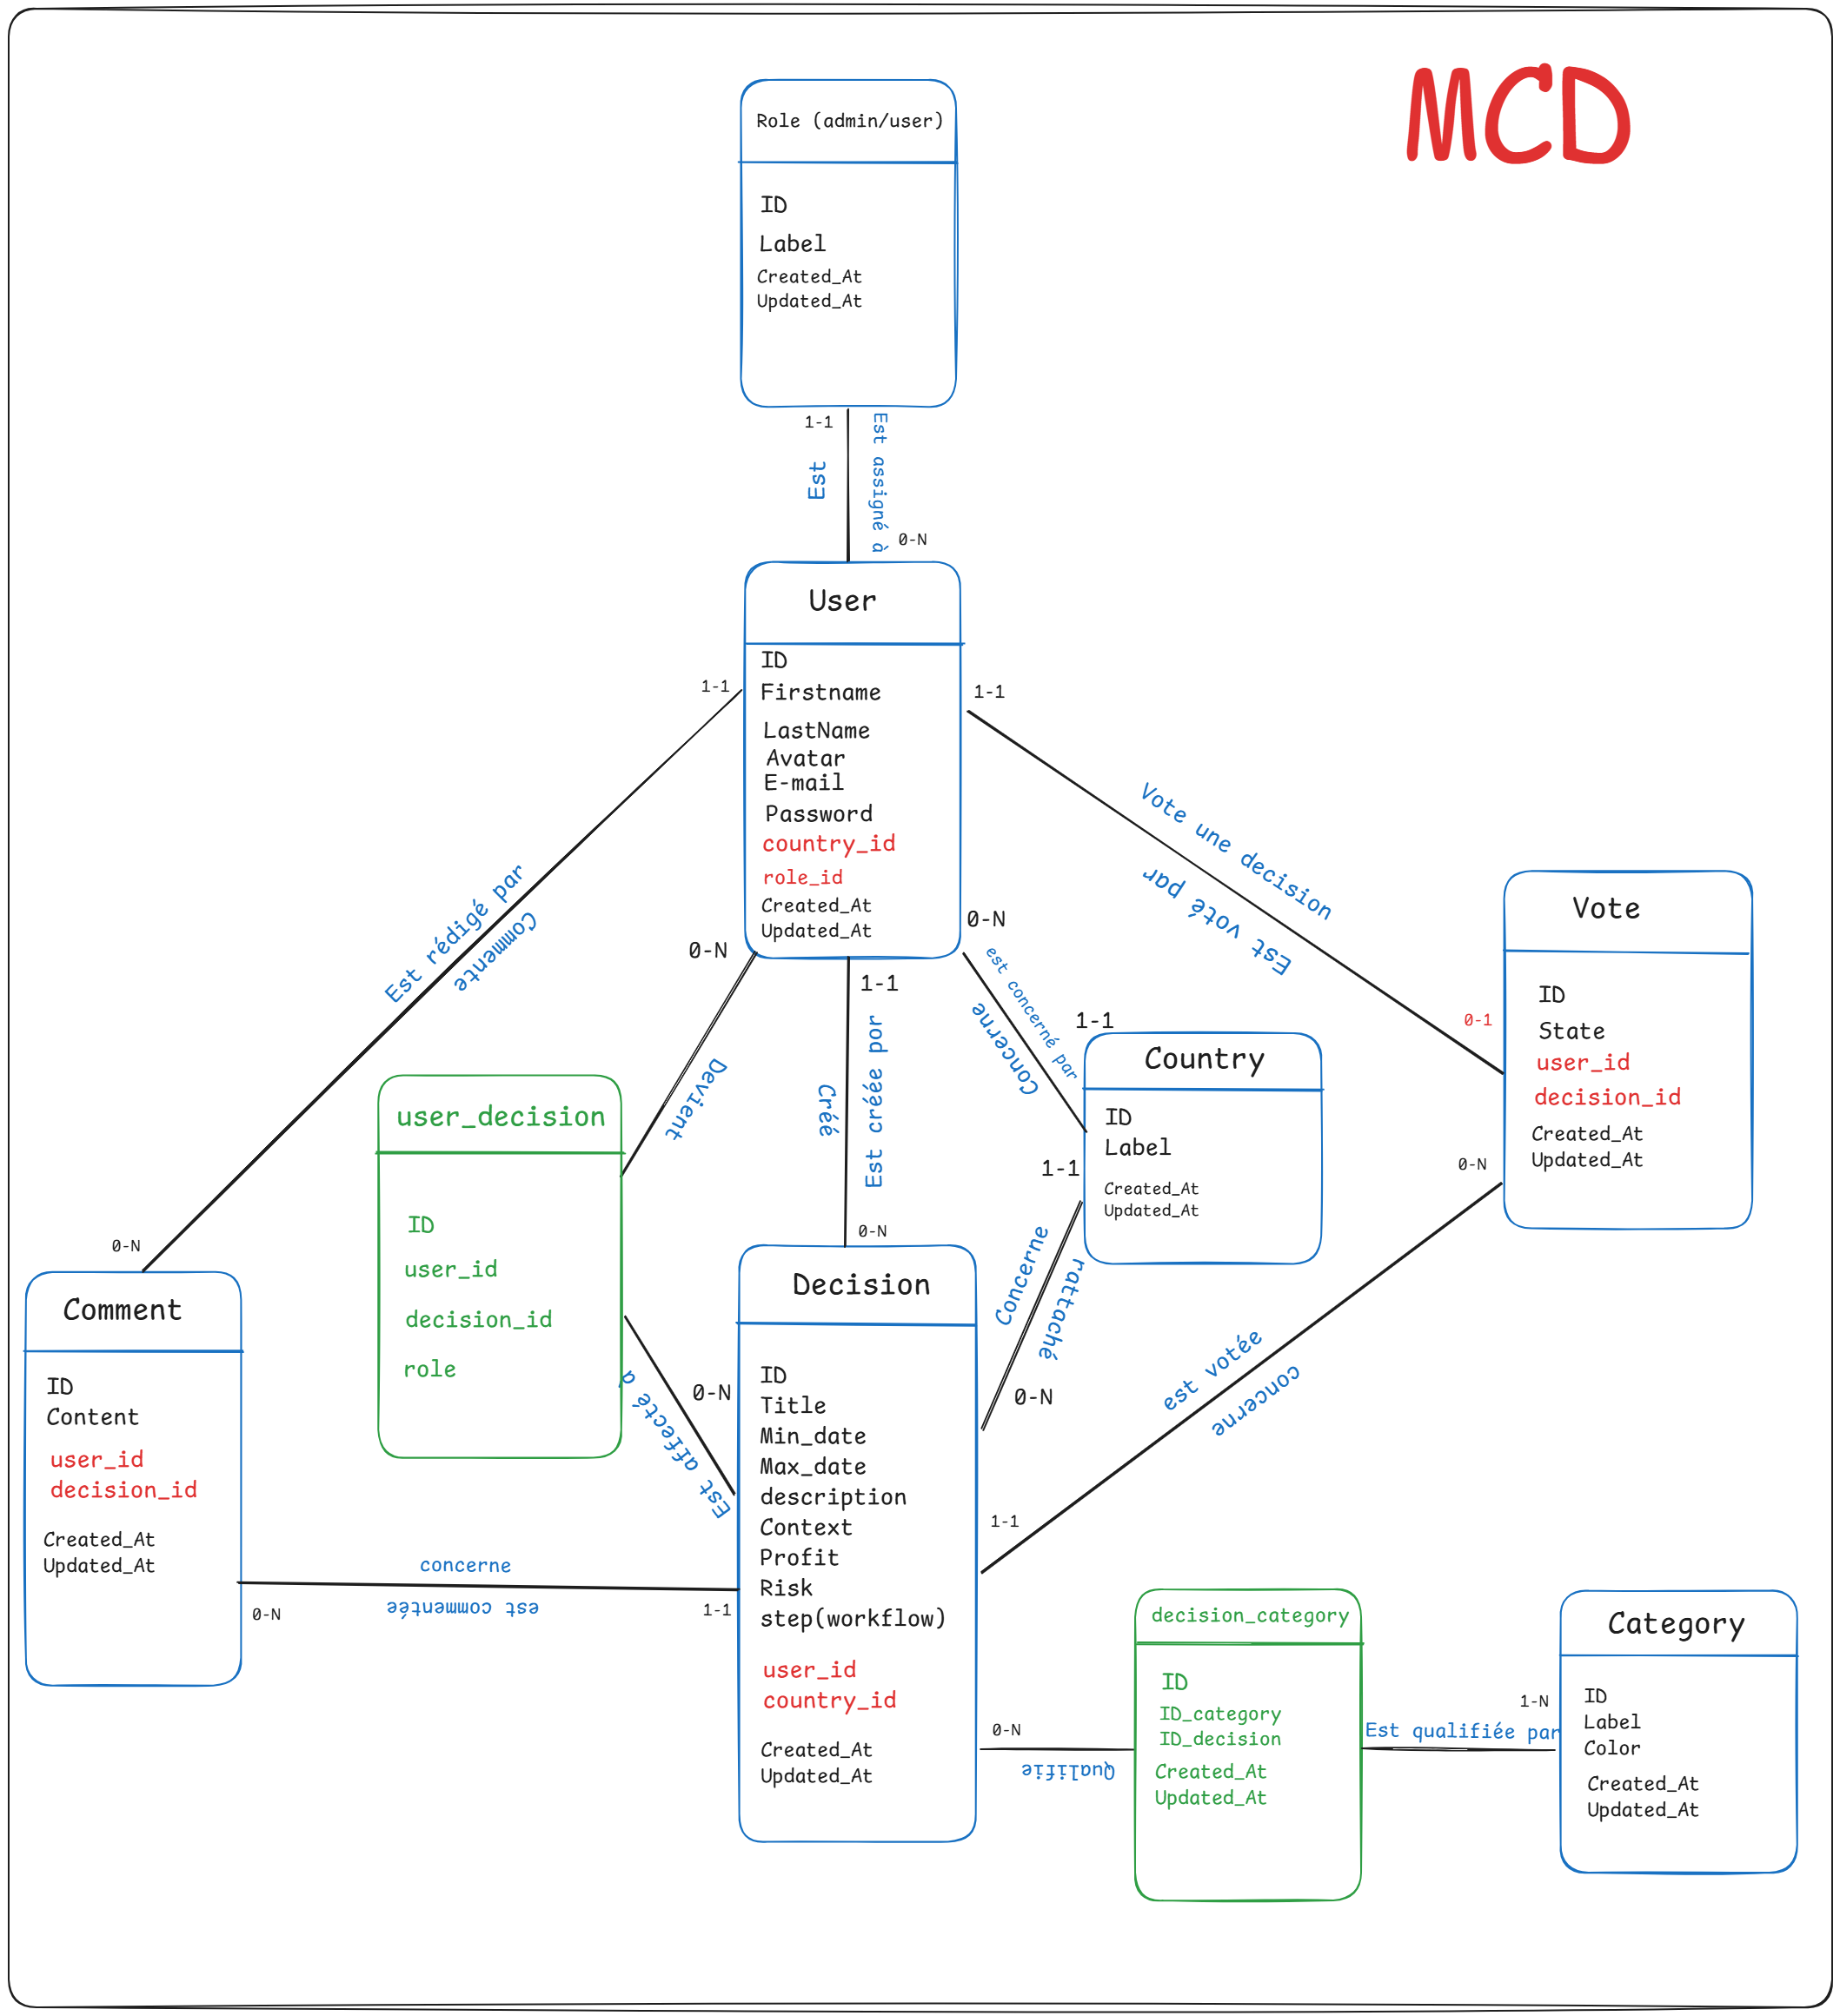 MCD
Role (admin/user)
ID
Label
Created_At
Updated_At
1-1
Est
Est assigné à
0-N
User
ID
Firstname
LastName
Avatar
E-mail
Password
country_id
role_id
Created_At
Updated_At
1-1
1-1
Vote une decision
Est voté par
Est rédigé par
Commente
0-N
0-N
1-1
est concerné par
Concerne
1-1
Vote
ID
State
user_id
decision_id
Created_At
Updated_At
0-1
0-N
Devient
Créé
Est créée por
0-N
Country
ID
Label
Created_At
Updated_At
1-1
Concerne
rattaché
0-N
user_decision
ID
user_id
decision_id
role
Est affecté a
0-N
0-N
Comment
ID
Content
user_id
decision_id
Created_At
Updated_At
concerne
est commentée
0-N
1-1
Decision
ID
Title
Min_date
Max_date
description
Context
Profit
Risk
step(workflow)
user_id
country_id
Created_At
Updated_At
est votée
concerne
1-1
0-N
Qualifie
decision_category
ID
ID_category
ID_decision
Created_At
Updated_At
Est qualifiée par
1-N
Category
ID
Label
Color
Created_At
Updated_At